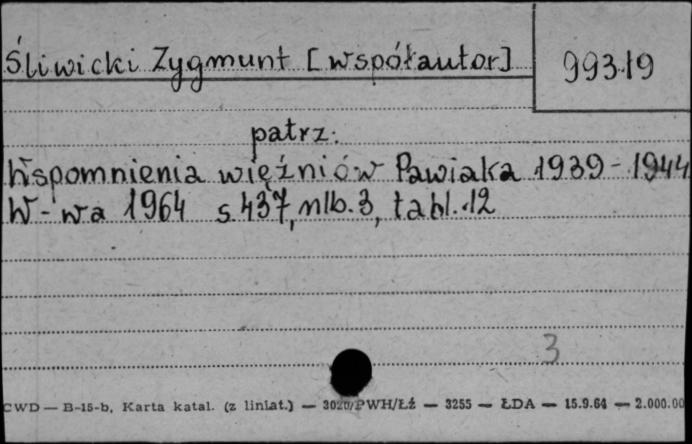 Śliwicki Zygmunt [współautor]
99319
patrz:
Wspomnienia więźniów Pawiaka 1939-1944
W-wa 1964 s. 437, nlb. 3, tabl. 12
3
CWD — B-15-b, Karta katal. (z liniat.) — 3020/PWH/Łź — 3255 — ŁDA — 15.9.64 — 2.000.00